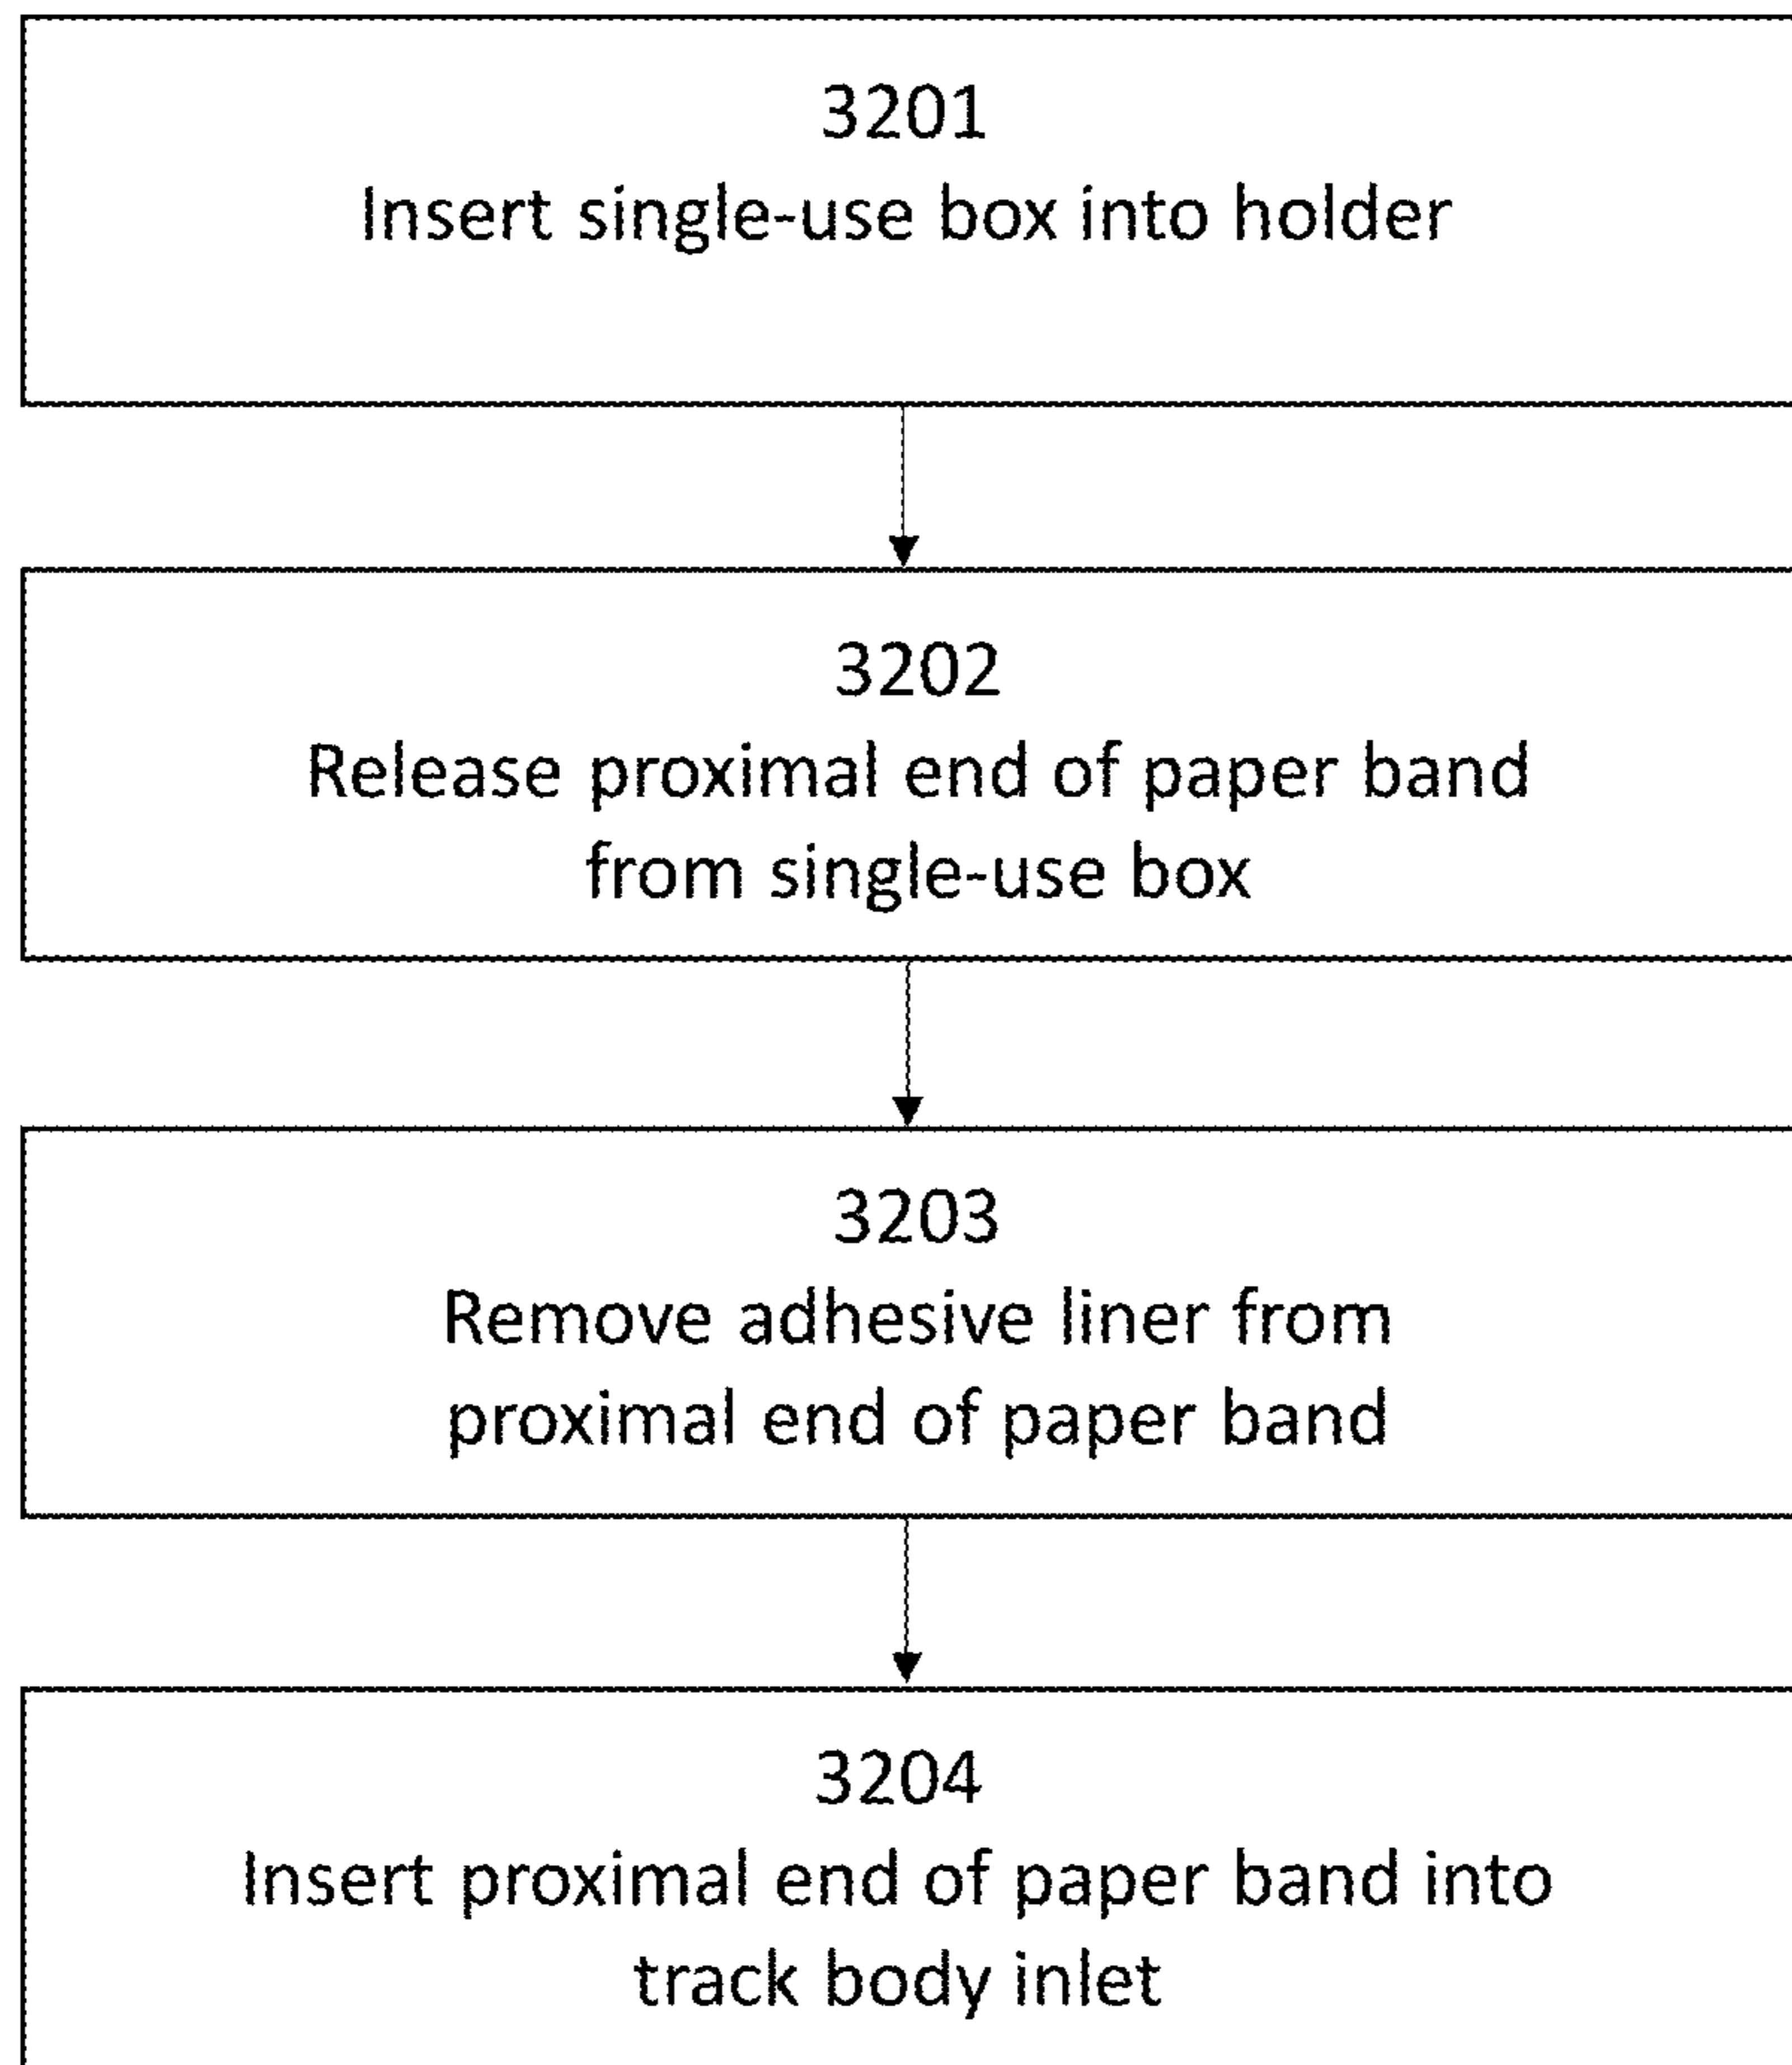 3201
Insert single-use box into holder
3202
Release proximal end of paper band
from single-use box
3203
Remove adhesive liner from
proximal end of paper band
3204
Insert proximal end of paper band into
track body inlet